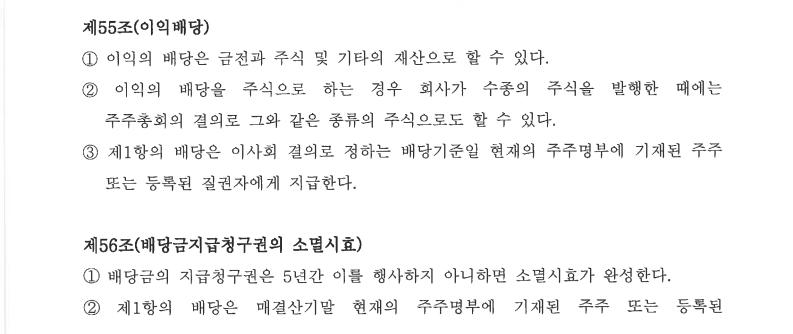 제55조(이익배당)
① 이익의 배당은 금전과 주식 및 기타의 재산으로 할 수 있다.
② 이익의 배당을 주식으로 하는 경우 회사가 수종의 주식을 발행한 때에는
주주총회의 결의로 그와 같은 종류의 주식으로도 할 수 있다.
③ 제1항의 배당은 이사회 결의로 정하는 배당기준일 현재의 주주명부에 기재된 주주
또는 등록된 질권자에게 지급한다.
제56조(배당금지급청구권의 소멸시효)
① 배당금의 지급청구권은 5년간 이를 행사하지 아니하면 소멸시효가 완성한다.
② 제1항의 배당은 매결산기말 현재의 주주명부에 기재된 주주 또는 등록된